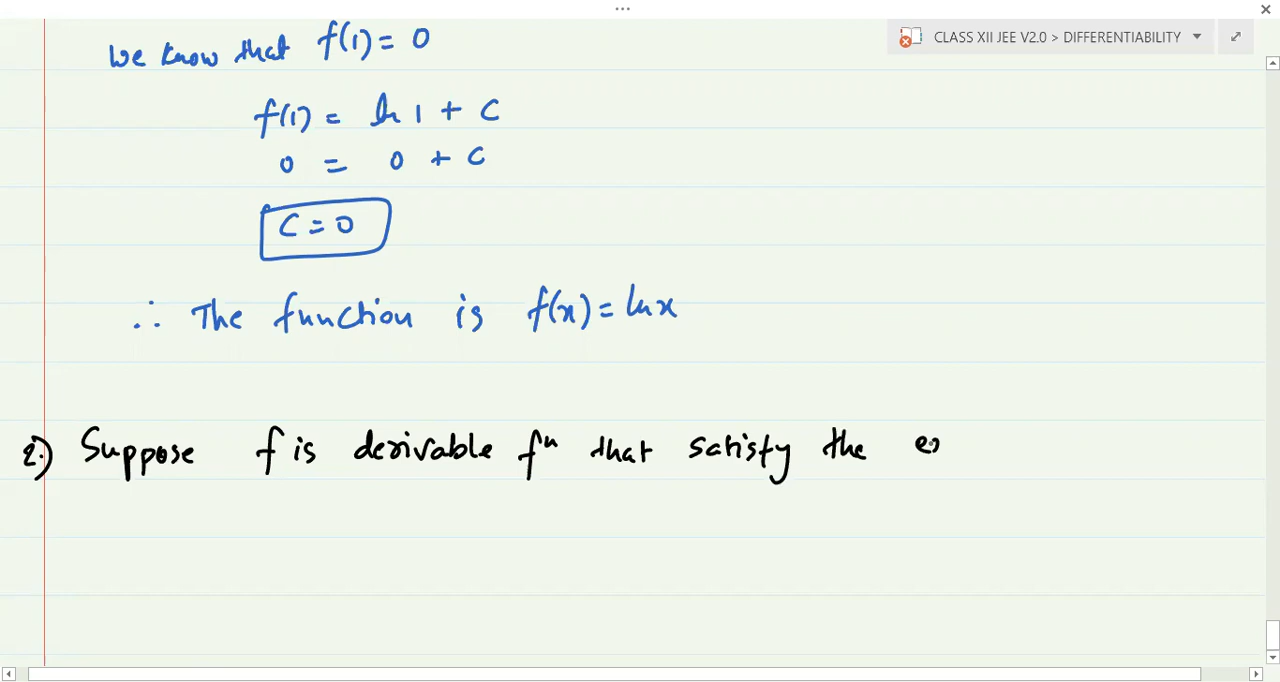 CLASS XII JEE V2.0 > DIFFERENTIABILITY
We know that f(1) = 0
f(1) = ln 1 + C
0 = 0 + C
C = 0
∴ The function is f(x) = ln x
2.) Suppose f is derivable fⁿ that satisfy the